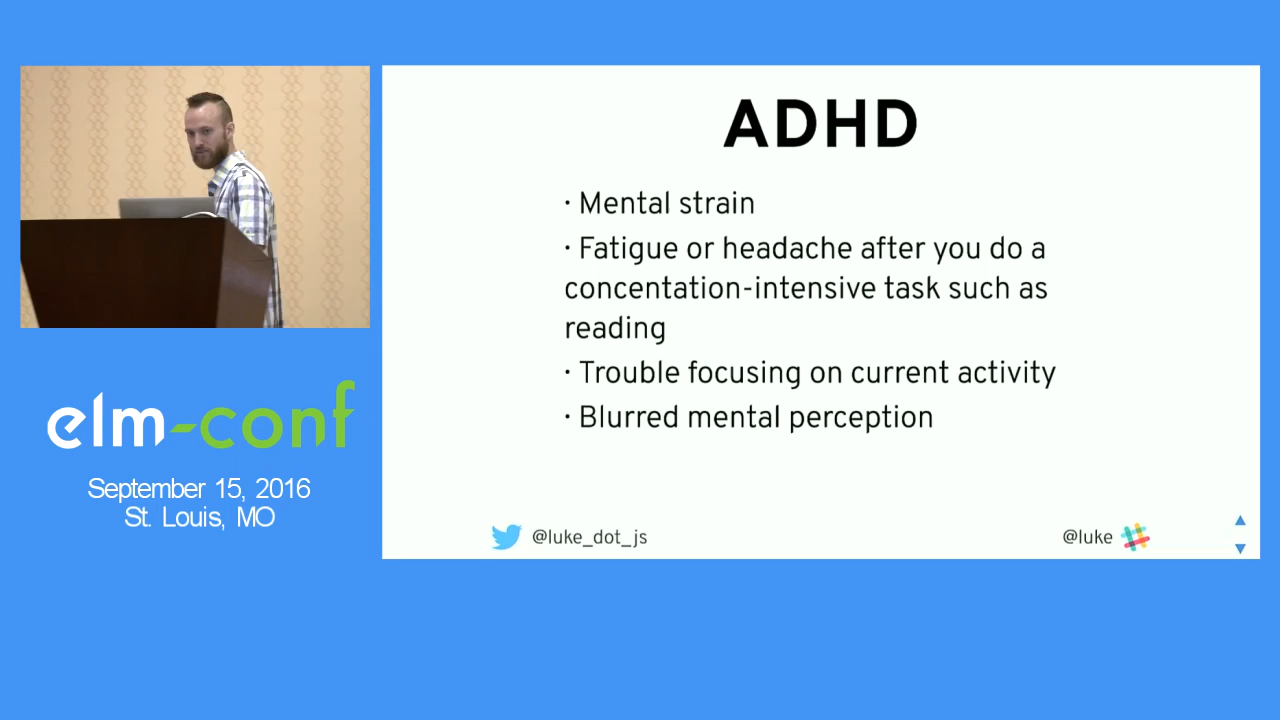 ADHD
· Mental strain
· Fatigue or headache after you do a
concentation-intensive task such as
reading
· Trouble focusing on current activity
· Blurred mental perception
elm-conf
September 15, 2016
St. Louis, MO
@luke_dot_js
@luke